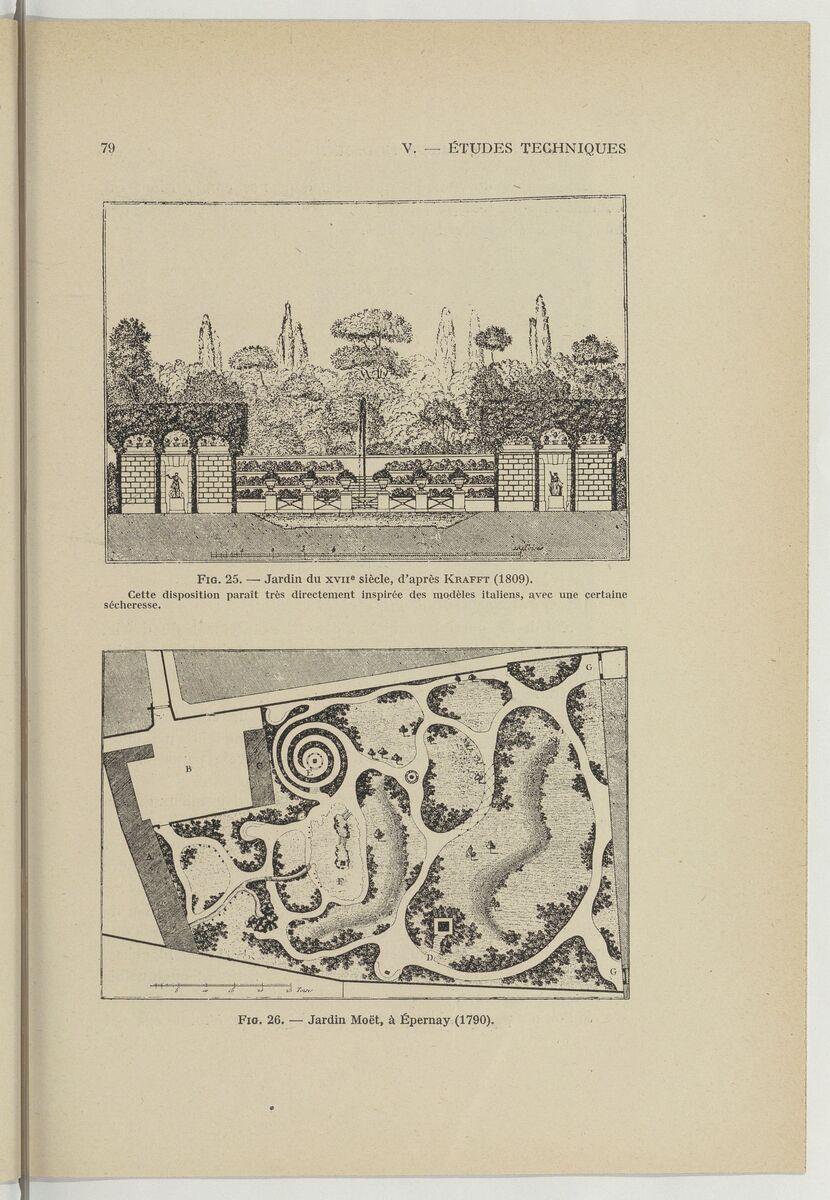 79 V. — ÉTUDES TECHNIQUES
FIG. 25. — Jardin du XVIIe siècle, d'après KRAFFT (1809).
Cette disposition paraît très directement inspirée des modèles italiens, avec une certaine
sécheresse.
G
B
C
F
A
E
D
G
Toises
FIG. 26. — Jardin Moët, à Épernay (1790).